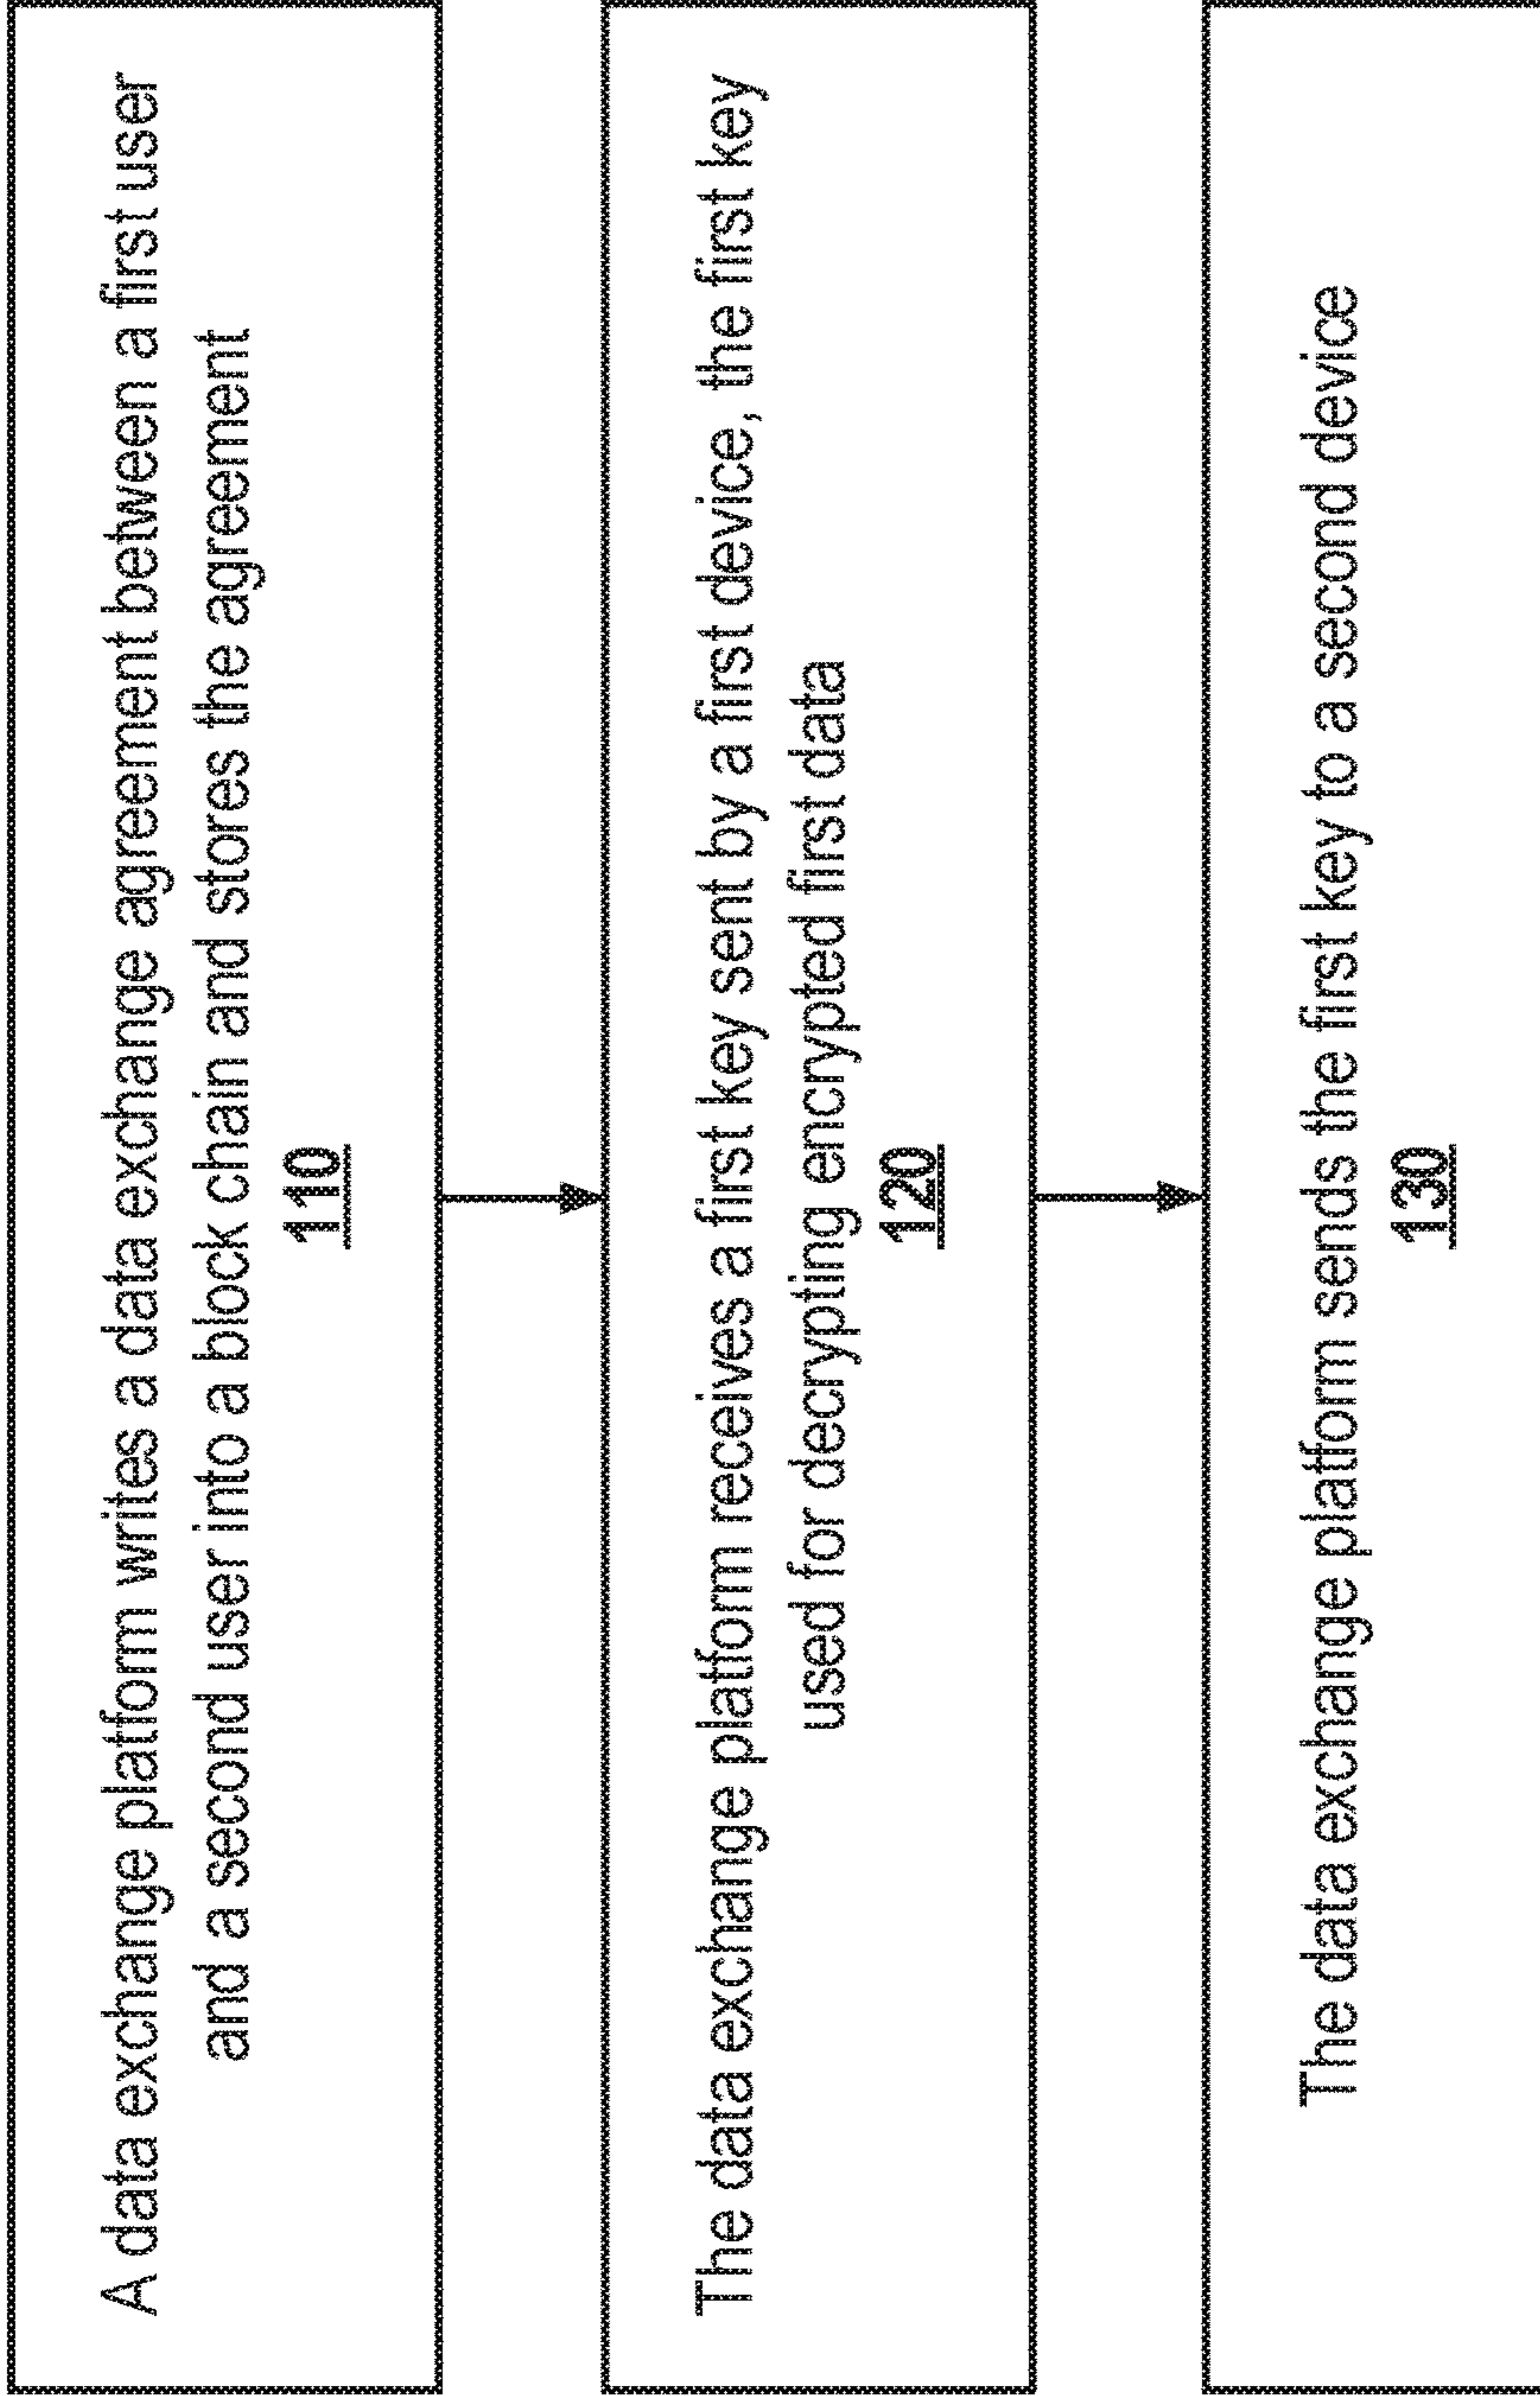 A data exchange platform writes a data exchange agreement between a first user
and a second user into a block chain and stores the agreement
110
The data exchange platform receives a first key sent by a first device, the first key
used for decrypting encrypted first data
120
The data exchange platform sends the first key to a second device
130